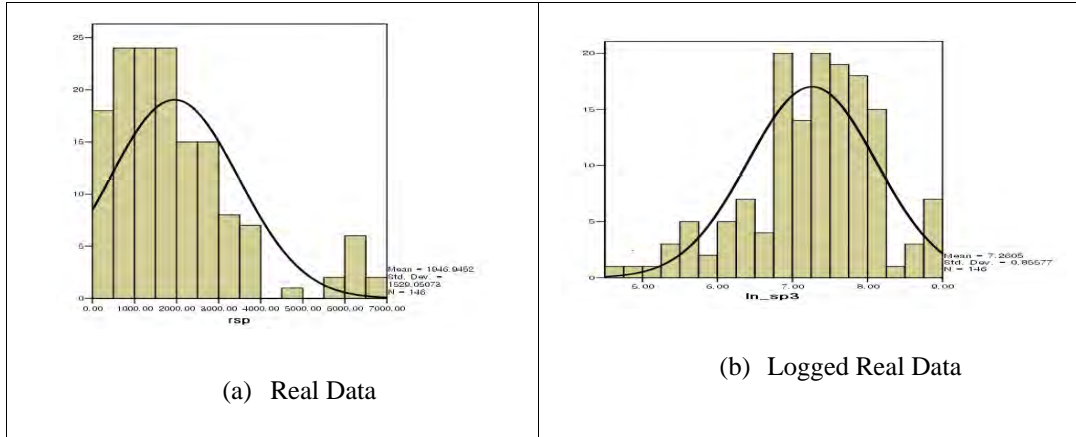 25
20
15
10
5
0
0.00 1000.00 2000.00 3000.00 4000.00 5000.00 6000.00 7000.00
rsp
Mean = 1946.9452
Std. Dev. =
1529.05073
N = 146
(a) Real Data
20
15
10
5
0
5.00 6.00 7.00 8.00 9.00
ln_sp3
Mean = 7.2605
Std. Dev. = 0.85577
N = 146
(b) Logged Real Data